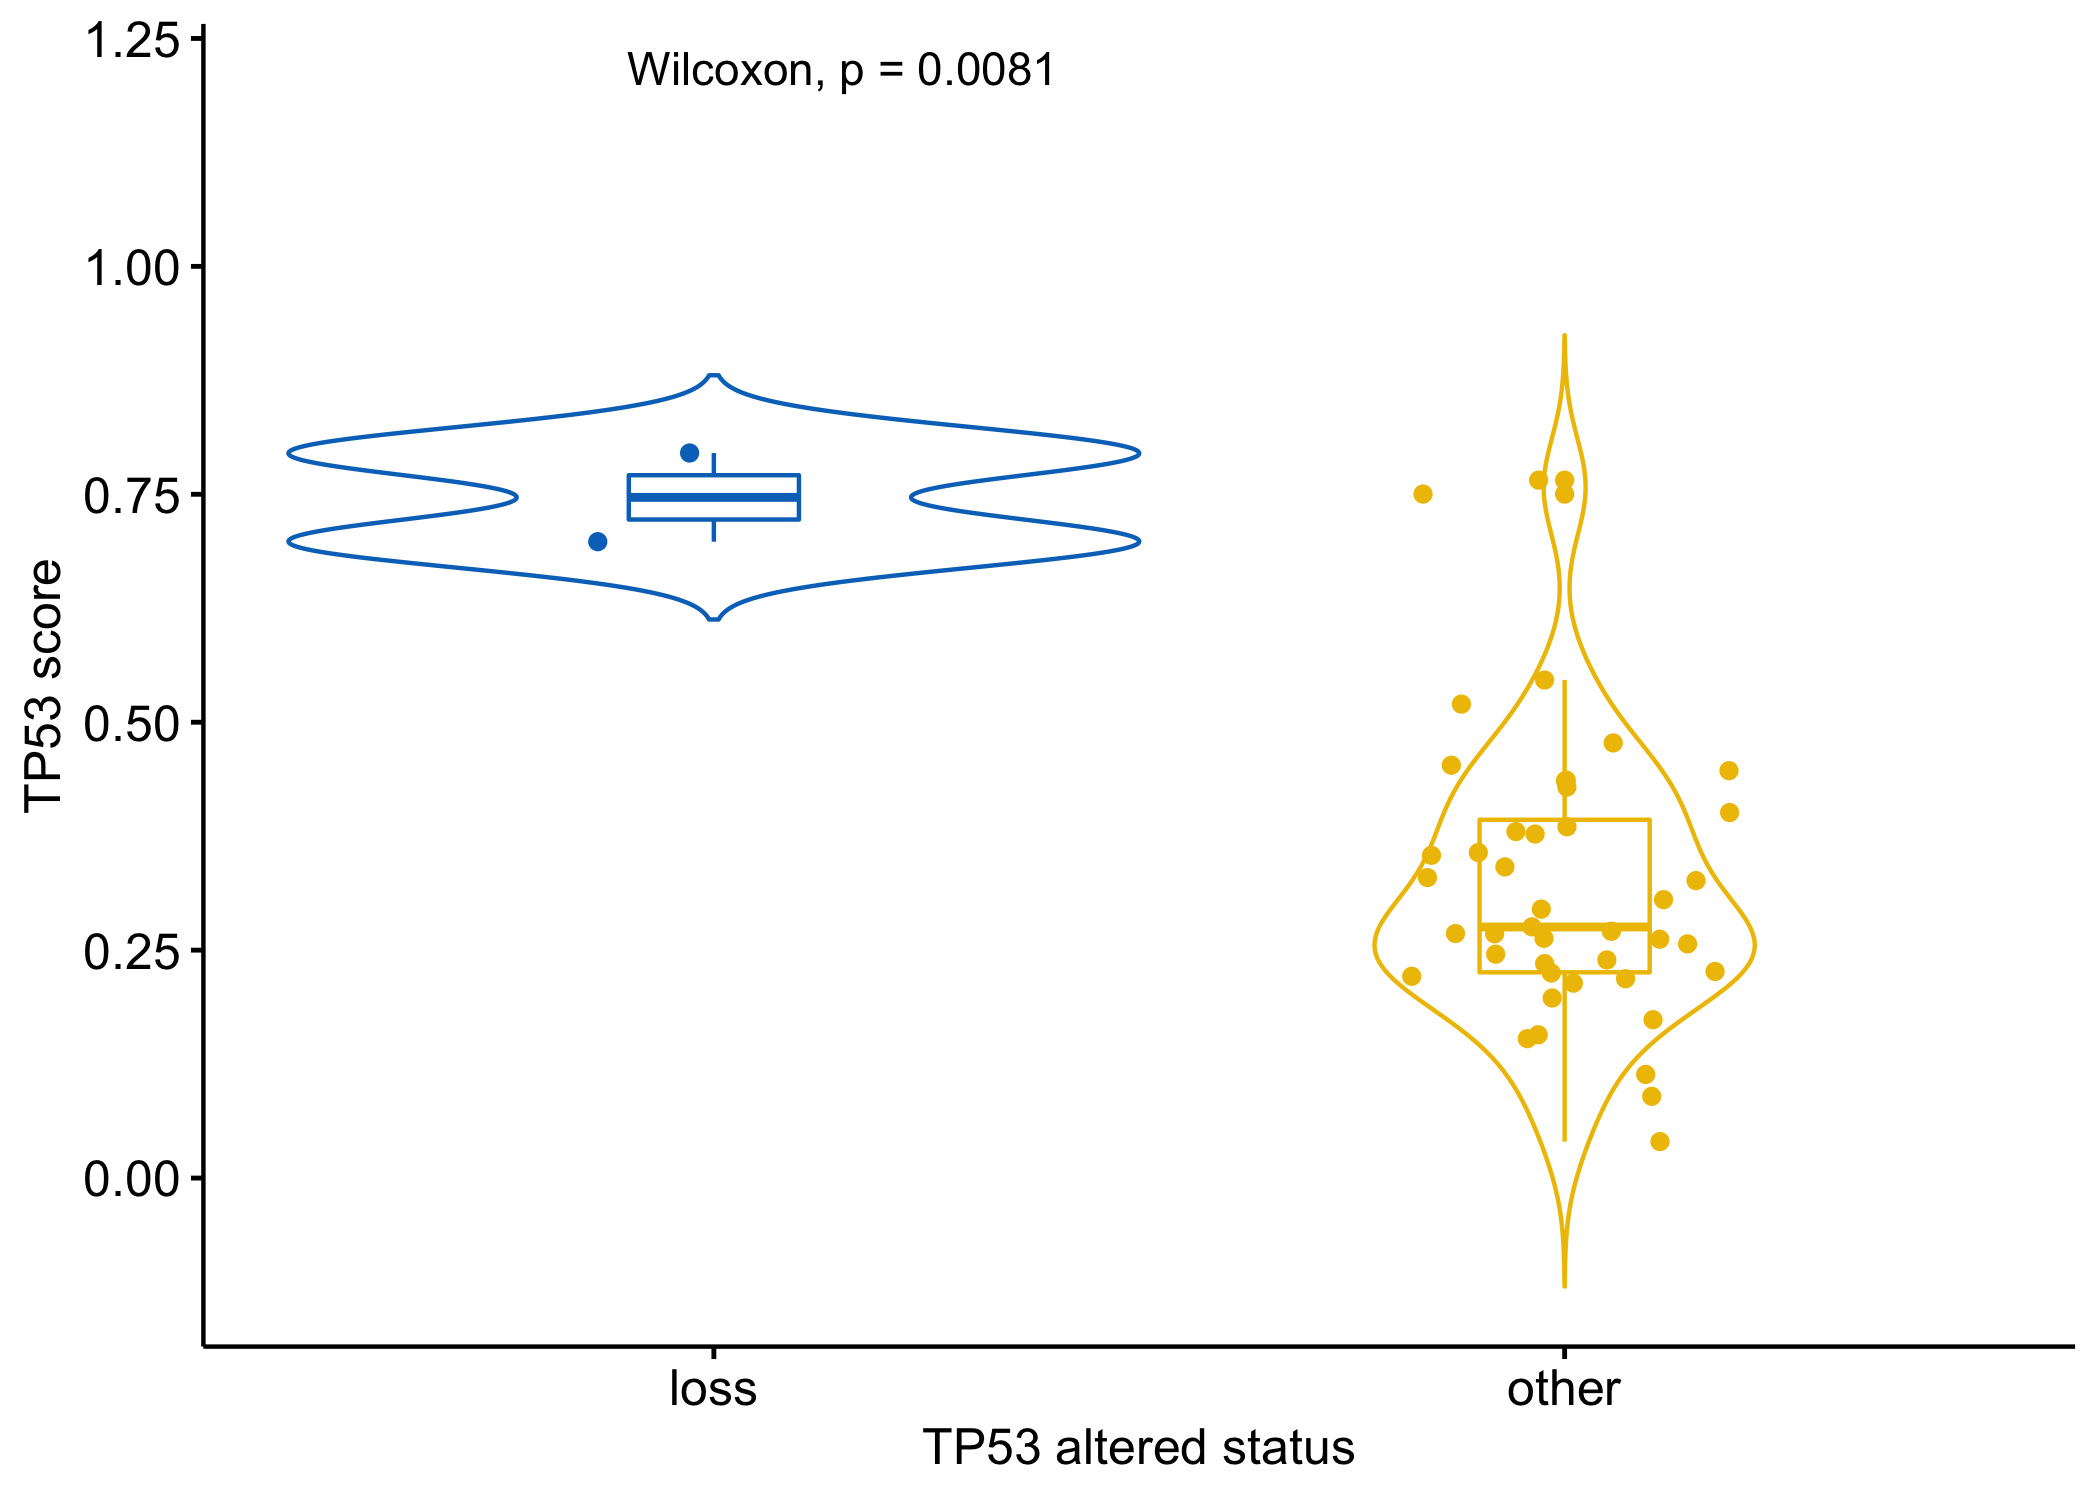 Wilcoxon, p = 0.0081
1.25
1.00
0.75
0.50
0.25
0.00
TP53 score
loss
other
TP53 altered status